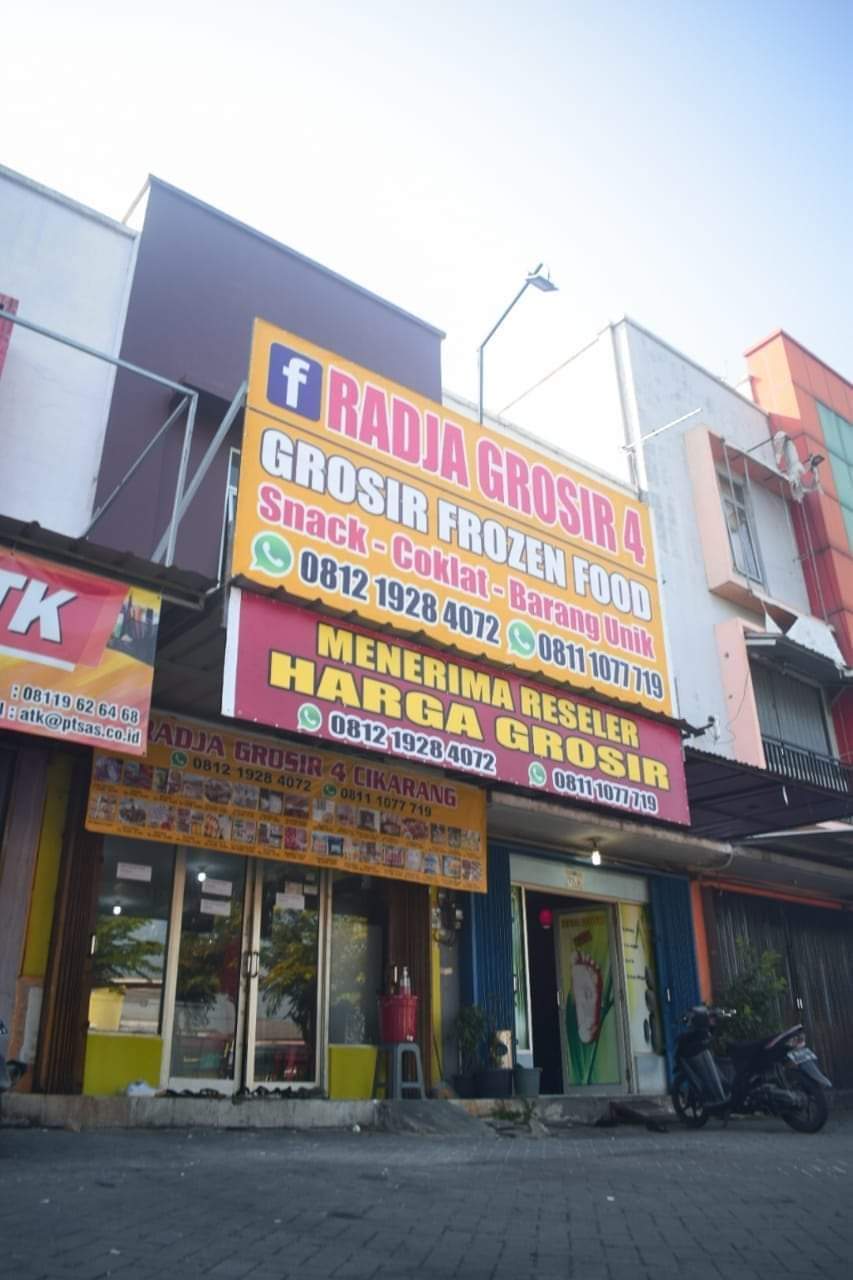 f RADJA GROSIR 4
GROSIR FROZEN FOOD
Snack - Coklat - Barang Unik
0812 1928 4072 0811 1077 719
MENERIMA RESELER
HARGA GROSIR
0812 1928 4072 0811 1077 719
TK
: 08119 62 64 68
: atk@ptsas.co.id
RADJA GROSIR 4 CIKARANG
0812 1928 4072 0811 1077 719